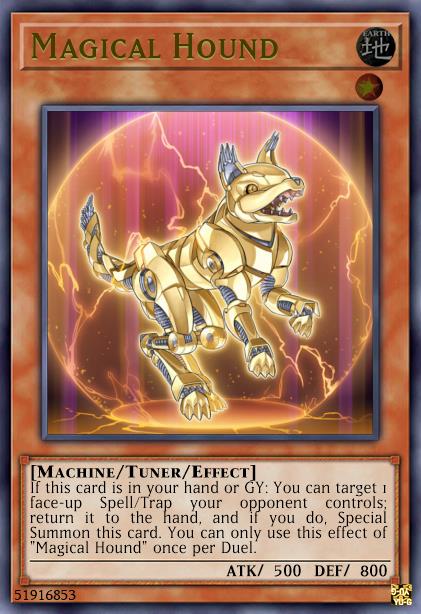 MAGICAL HOUND
EARTH
地
[MACHINE/TUNER/EFFECT]
If this card is in your hand or GY: You can target 1
face-up Spell/Trap your opponent controls;
return it to the hand, and if you do, Special
Summon this card. You can only use this effect of
"Magical Hound" once per Duel.
ATK/ 500 DEF/ 800
51916853